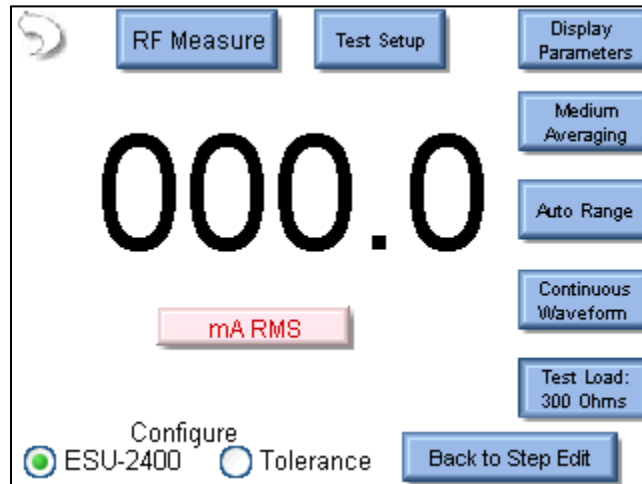 RF Measure
Test Setup
Display
Parameters
Medium
Averaging
000.0
Auto Range
Continuous
Waveform
mA RMS
Test Load:
300 Ohms
Configure
ESU-2400
Tolerance
Back to Step Edit